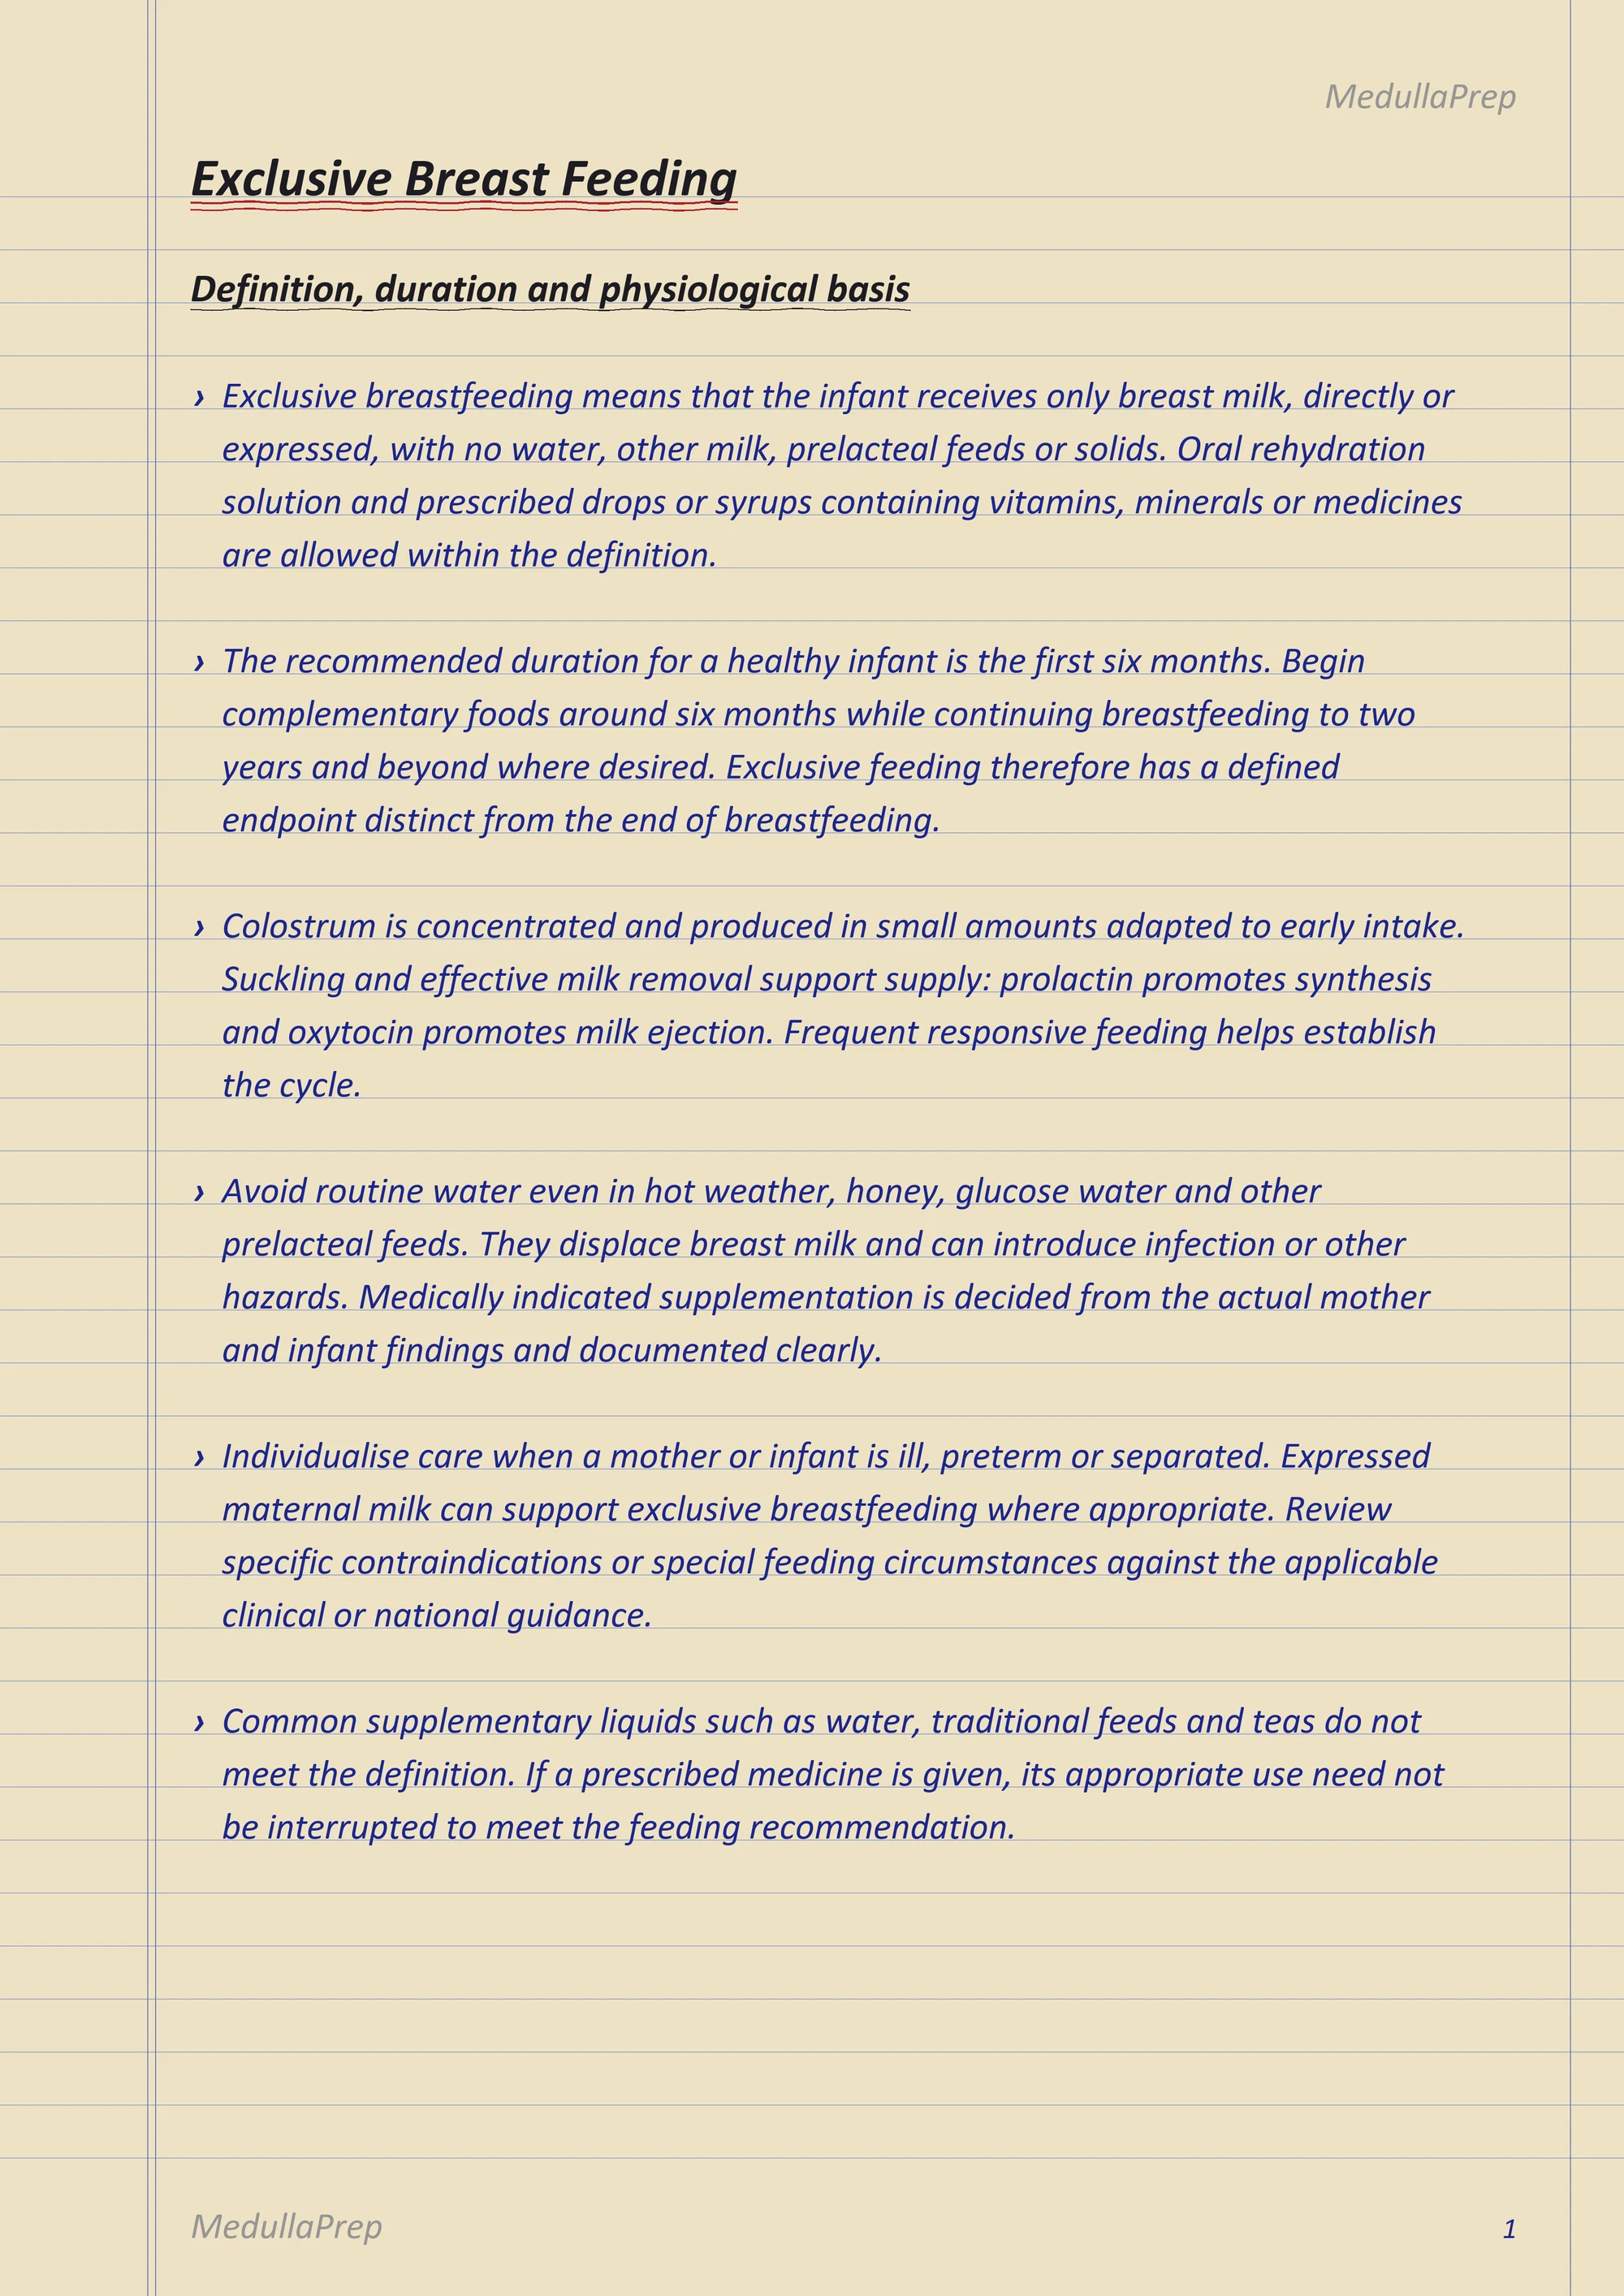 MedullaPrep
Exclusive Breast Feeding
Definition, duration and physiological basis
› Exclusive breastfeeding means that the infant receives only breast milk, directly or
expressed, with no water, other milk, prelacteal feeds or solids. Oral rehydration
solution and prescribed drops or syrups containing vitamins, minerals or medicines
are allowed within the definition.
› The recommended duration for a healthy infant is the first six months. Begin
complementary foods around six months while continuing breastfeeding to two
years and beyond where desired. Exclusive feeding therefore has a defined
endpoint distinct from the end of breastfeeding.
› Colostrum is concentrated and produced in small amounts adapted to early intake.
Suckling and effective milk removal support supply: prolactin promotes synthesis
and oxytocin promotes milk ejection. Frequent responsive feeding helps establish
the cycle.
› Avoid routine water even in hot weather, honey, glucose water and other
prelacteal feeds. They displace breast milk and can introduce infection or other
hazards. Medically indicated supplementation is decided from the actual mother
and infant findings and documented clearly.
› Individualise care when a mother or infant is ill, preterm or separated. Expressed
maternal milk can support exclusive breastfeeding where appropriate. Review
specific contraindications or special feeding circumstances against the applicable
clinical or national guidance.
› Common supplementary liquids such as water, traditional feeds and teas do not
meet the definition. If a prescribed medicine is given, its appropriate use need not
be interrupted to meet the feeding recommendation.
MedullaPrep
1